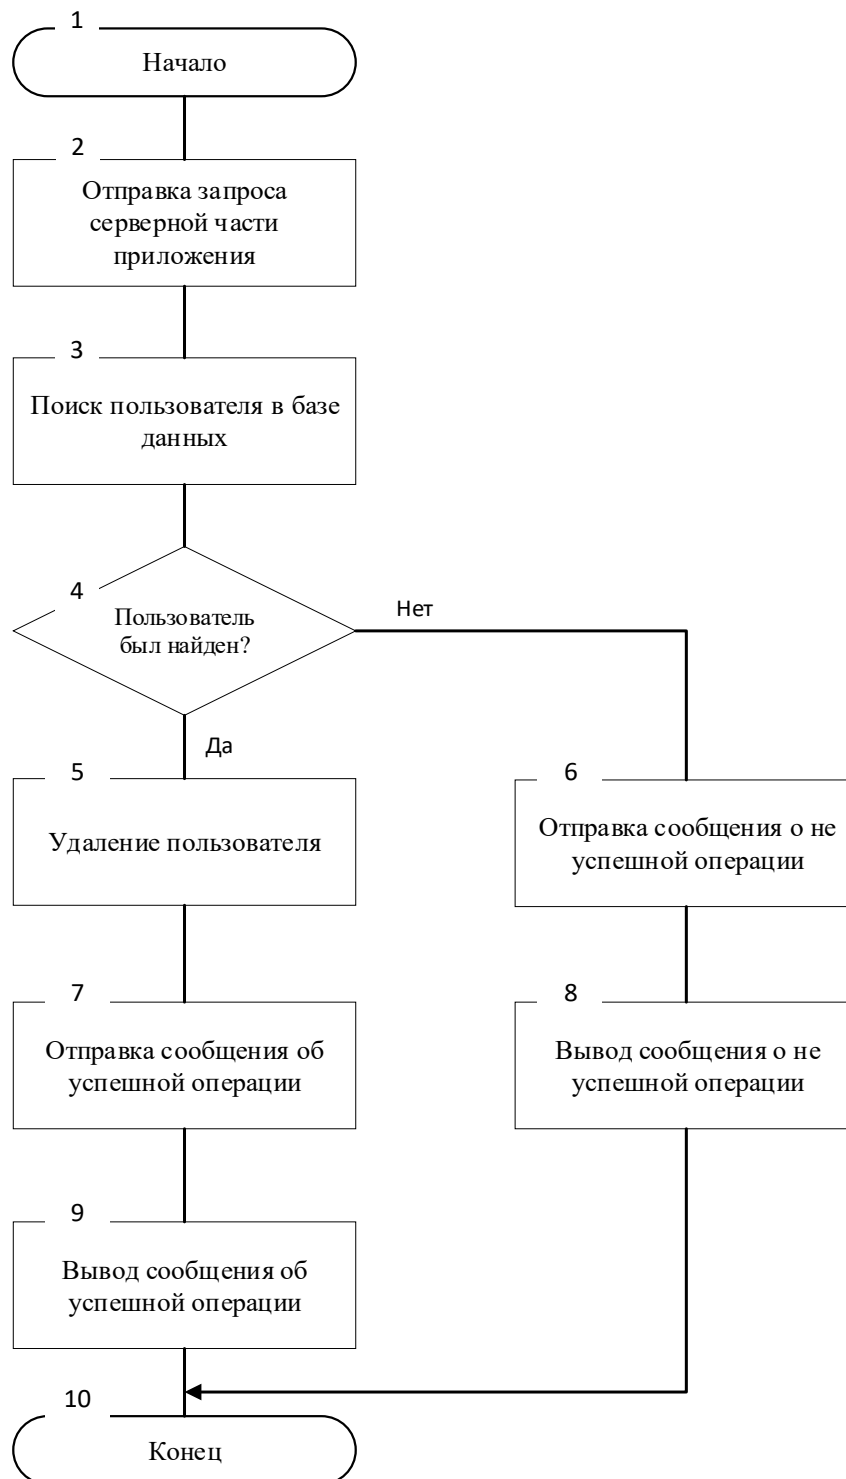 1
Начало
2
Отправка запроса
серверной части
приложения
3
Поиск пользователя в базе
данных
4
Пользователь
был найден?
Нет
Да
5
Удаление пользователя
6
Отправка сообщения о не
успешной операции
7
Отправка сообщения об
успешной операции
8
Вывод сообщения о не
успешной операции
9
Вывод сообщения об
успешной операции
10
Конец